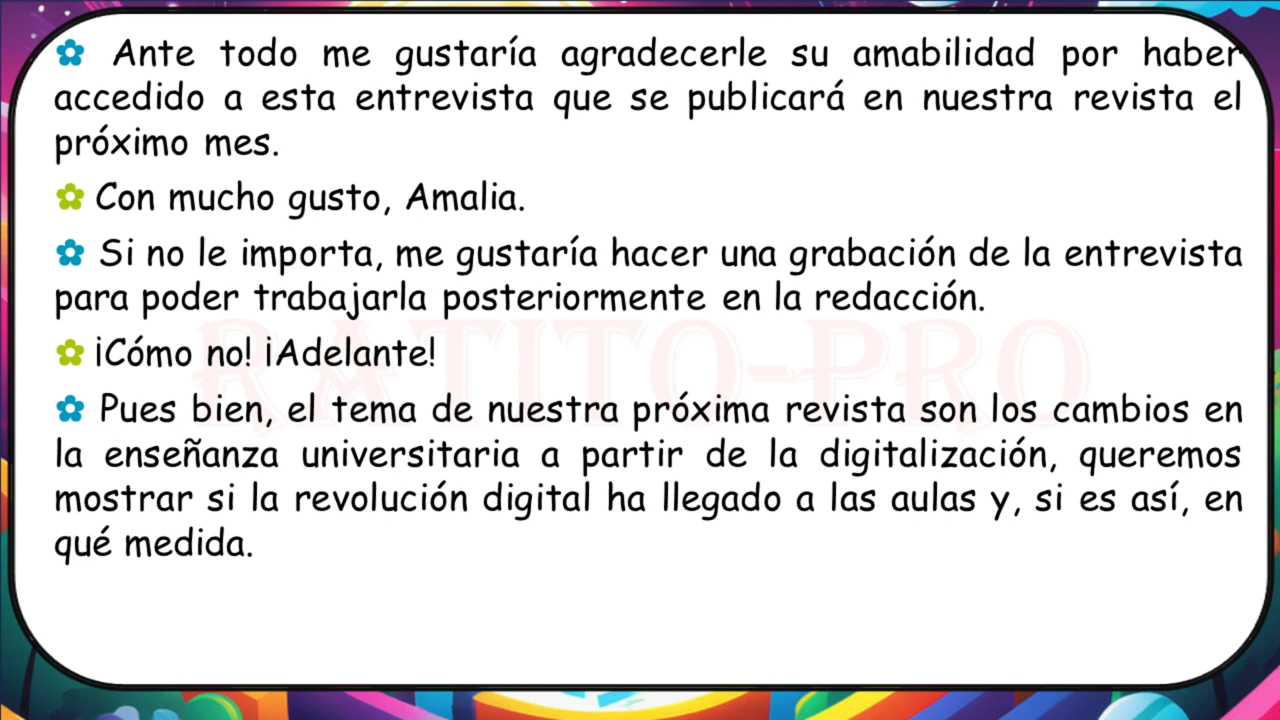 Ante todo me gustaría agradecerle su amabilidad por haber
accedido a esta entrevista que se publicará en nuestra revista el
próximo mes.
Con mucho gusto, Amalia.
Si no le importa, me gustaría hacer una grabación de la entrevista
para poder trabajarla posteriormente en la redacción.
¡Cómo no! ¡Adelante!
RATITO-PRO
Pues bien, el tema de nuestra próxima revista son los cambios en
la enseñanza universitaria a partir de la digitalización, queremos
mostrar si la revolución digital ha llegado a las aulas y, si es así, en
qué medida.